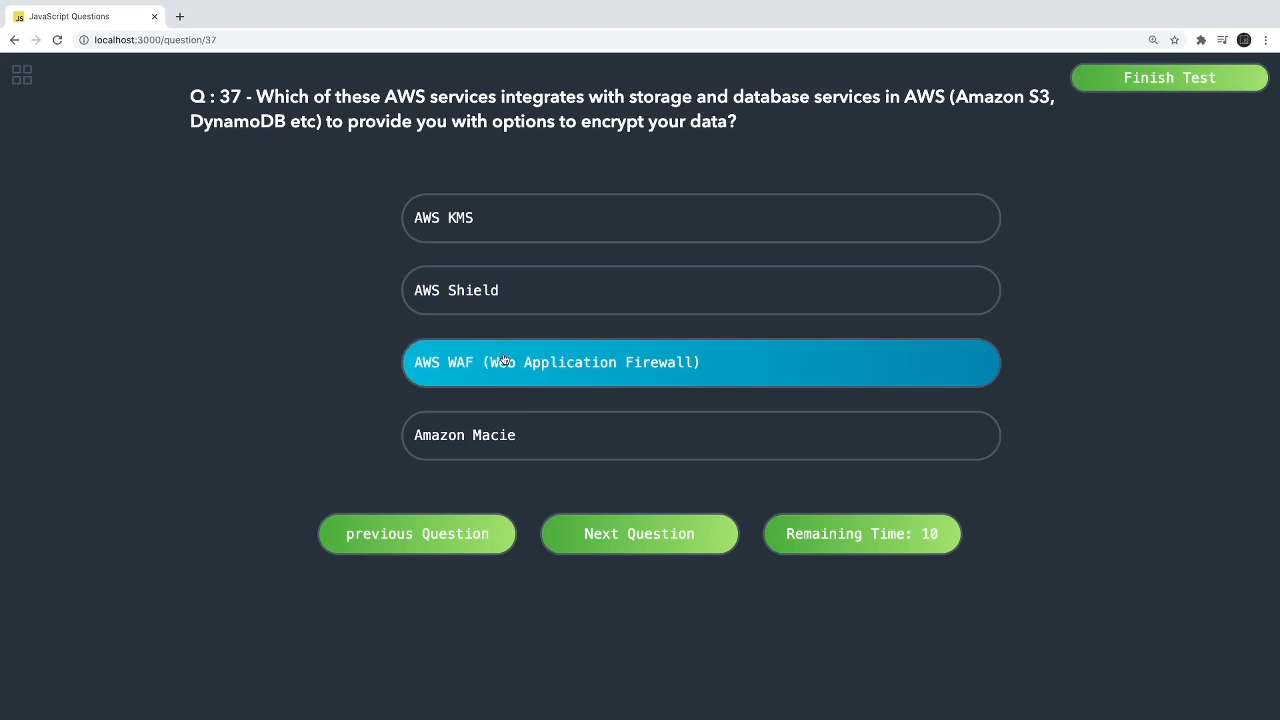 JavaScript Questions
localhost:3000/question/37
Finish Test
Q : 37 - Which of these AWS services integrates with storage and database services in AWS (Amazon S3,
DynamoDB etc) to provide you with options to encrypt your data?
AWS KMS
AWS Shield
AWS WAF (Web Application Firewall)
Amazon Macie
previous Question
Next Question
Remaining Time: 10